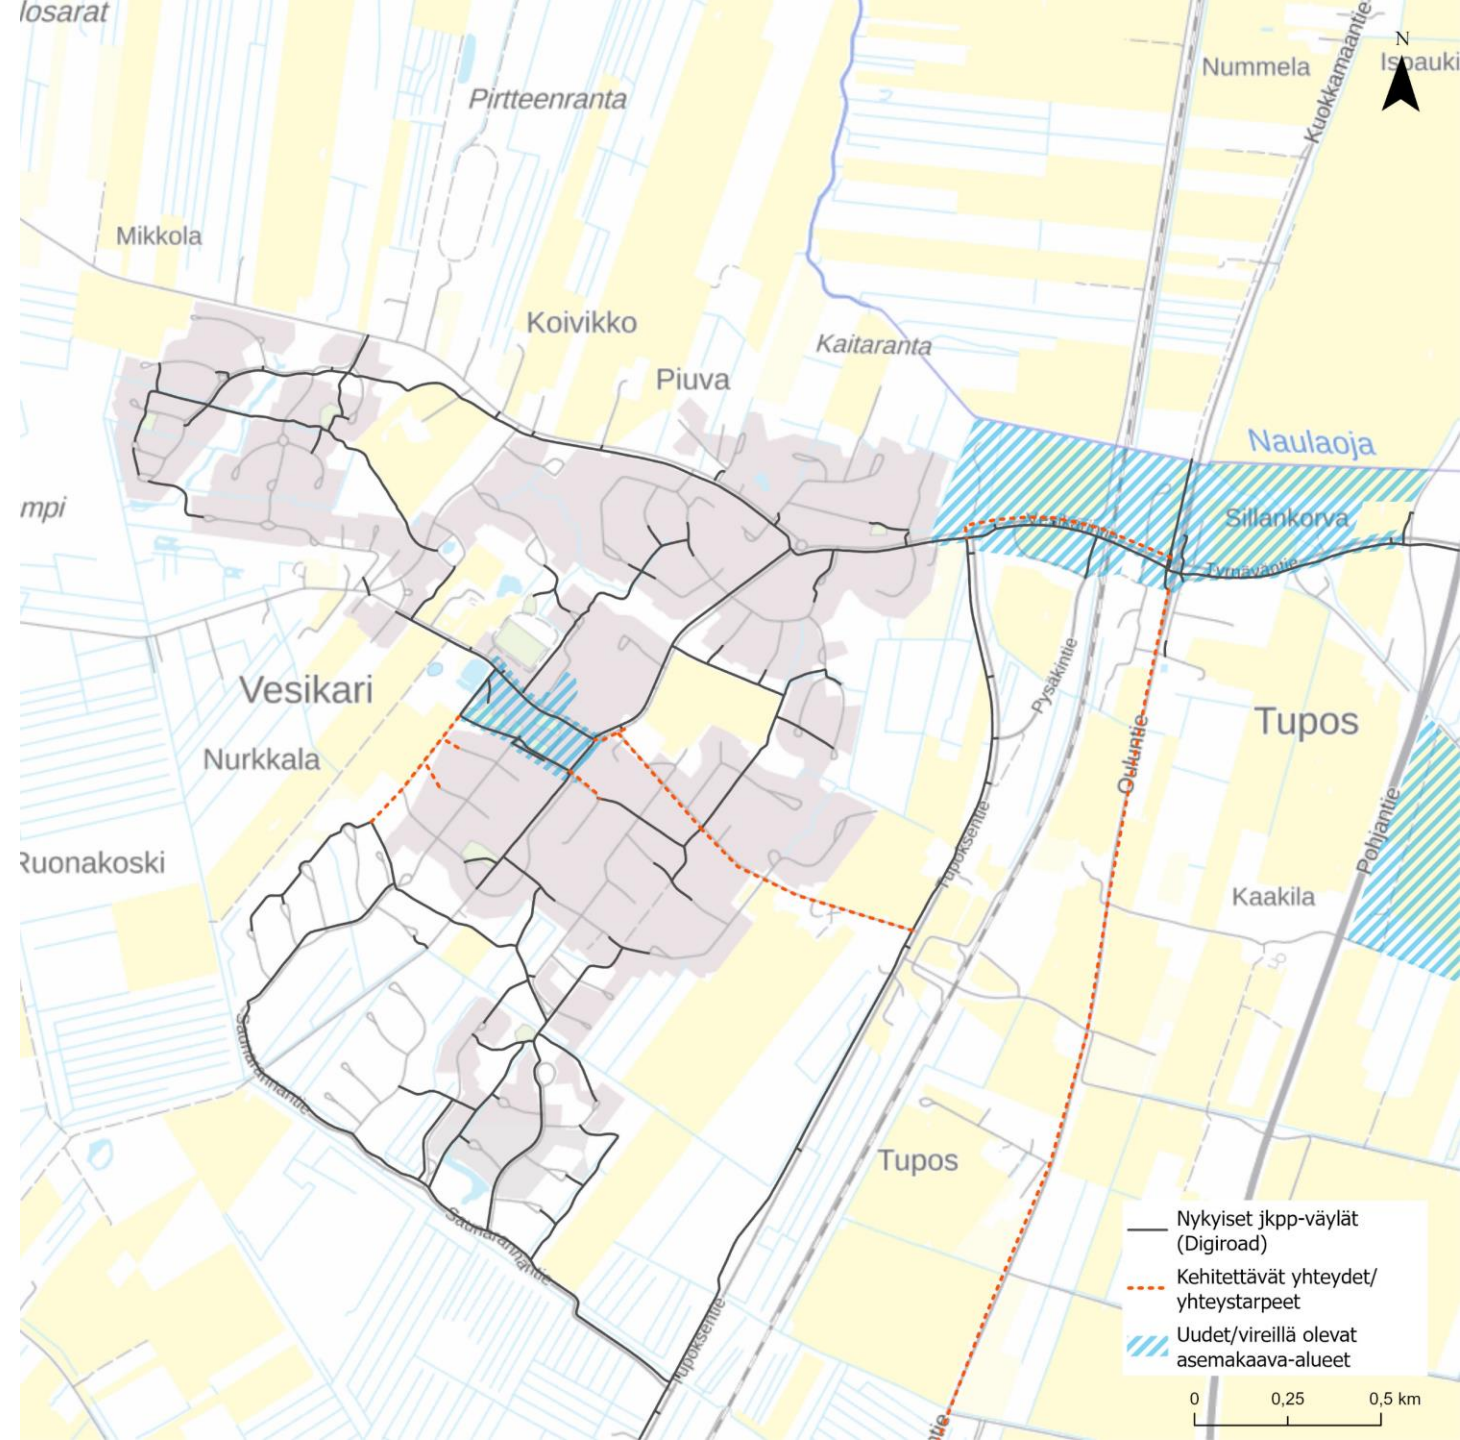 losarat
N
Nummela
Ispauki
Kuokkamaantie
Pirtteenranta
Mikkola
Koivikko
Kaitaranta
Piuva
Naulaoja
mpi
Sillankorva
Tyrnäväntie
Vesikari
Pysäkintie
Tupos
Ouluntie
Nurkkala
Pohjantie
Tupoksentie
Ruonakoski
Kaakila
Saunarannantie
Tupos
Saunarannantie
Tupoksentie
ntie
Nykyiset jkpp-väylät
(Digiroad)
Kehitettävät yhteydet/
yhteystarpeet
Uudet/vireillä olevat
asemakaava-alueet
0 0,25 0,5 km